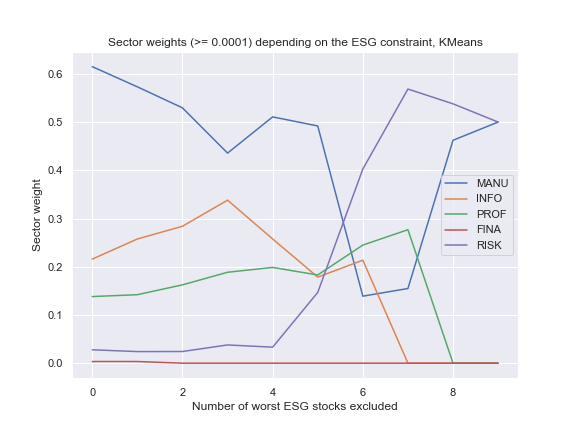 Sector weights (>= 0.0001) depending on the ESG constraint, KMeans
0.6
0.5
0.4
0.3
0.2
0.1
0.0
Sector weight
MANU
INFO
PROF
FINA
RISK
0 2 4 6 8
Number of worst ESG stocks excluded